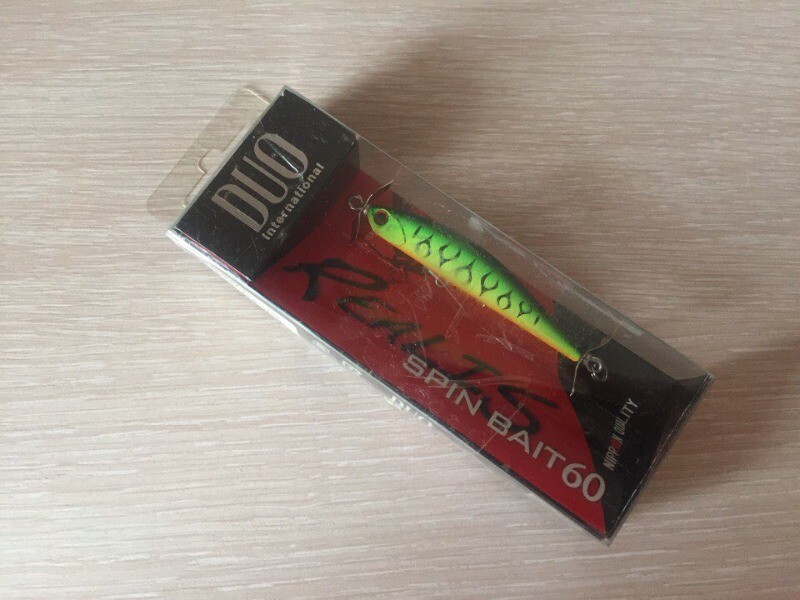 DUO
International
REALIS
SPIN BAIT 60
NIPPON QUALITY